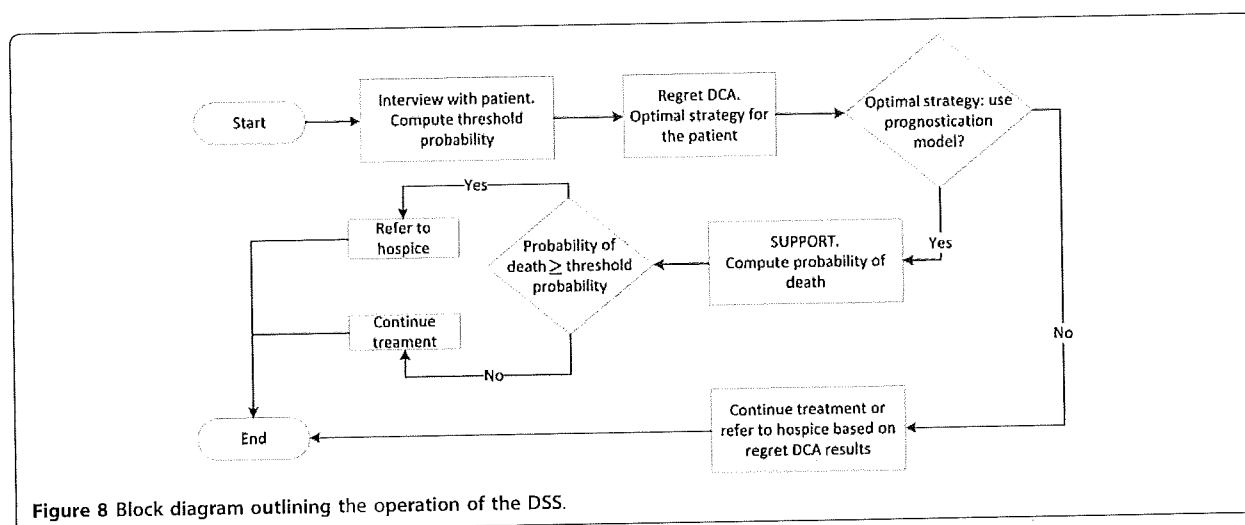 Start
Interview with patient.
Compute threshold
probability
Regret DCA.
Optimal strategy for
the patient
Optimal strategy: use
prognostication
model?
Yes
No
SUPPORT.
Compute probability of
death
Probability of
death ≥ threshold
probability
Yes
Refer to
hospice
No
Continue
treament
Continue treatment or
refer to hospice based on
regret DCA results
End
Figure 8 Block diagram outlining the operation of the DSS.